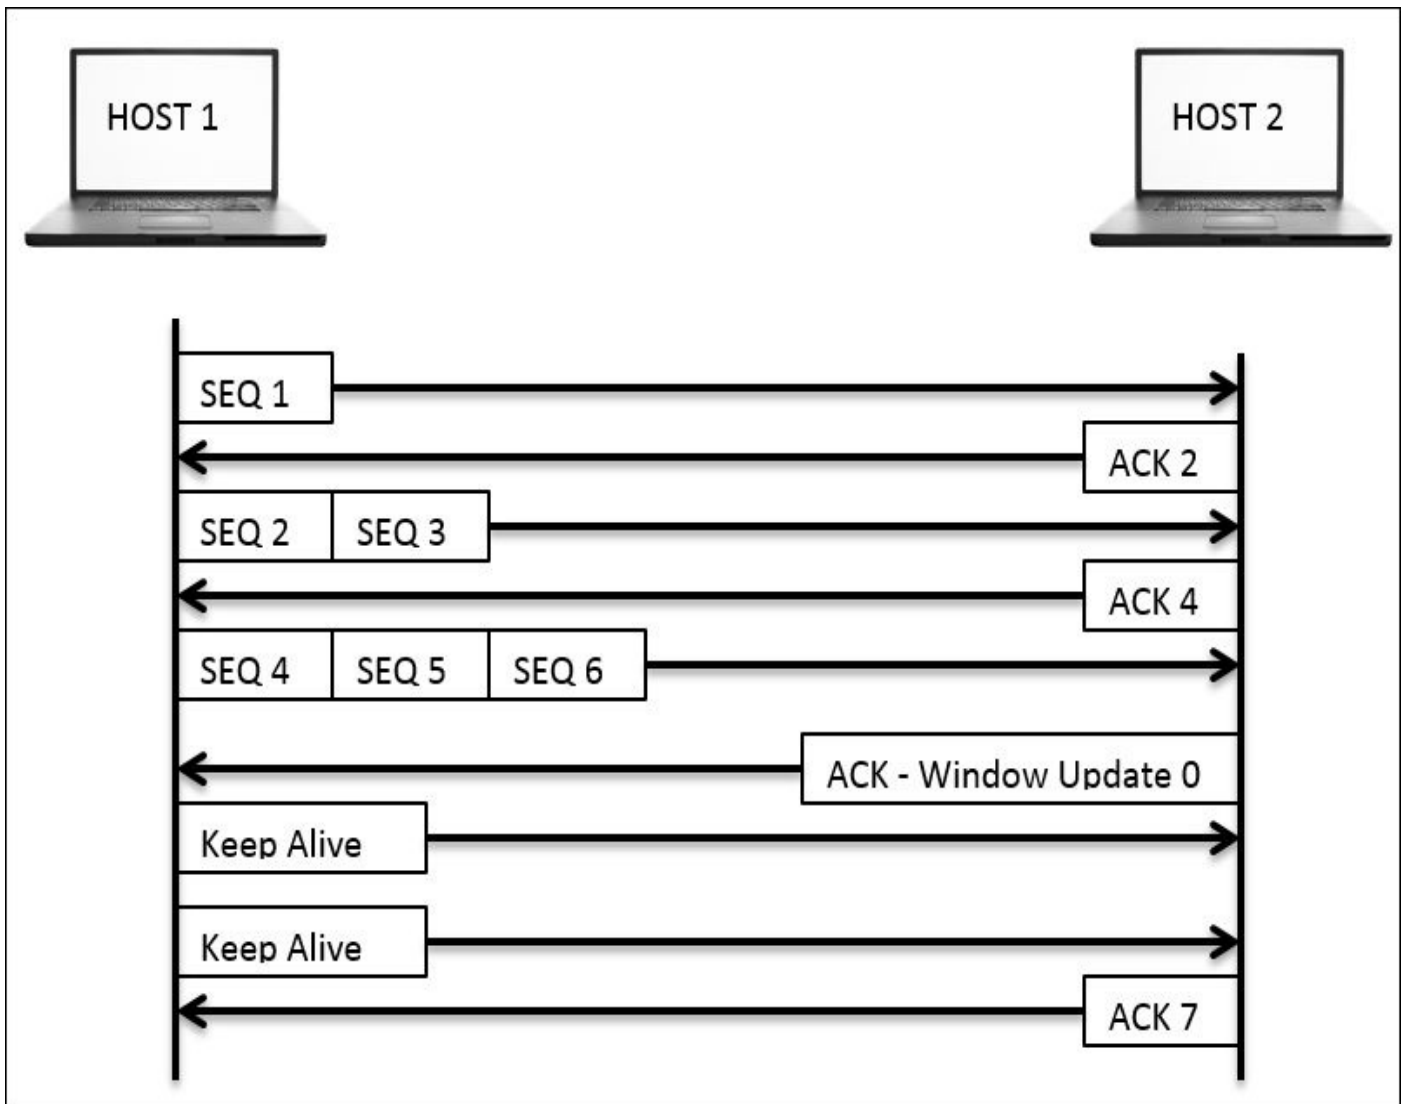 HOST 1
HOST 2
SEQ 1
ACK 2
SEQ 2 SEQ 3
ACK 4
SEQ 4 SEQ 5 SEQ 6
ACK - Window Update 0
Keep Alive
Keep Alive
ACK 7